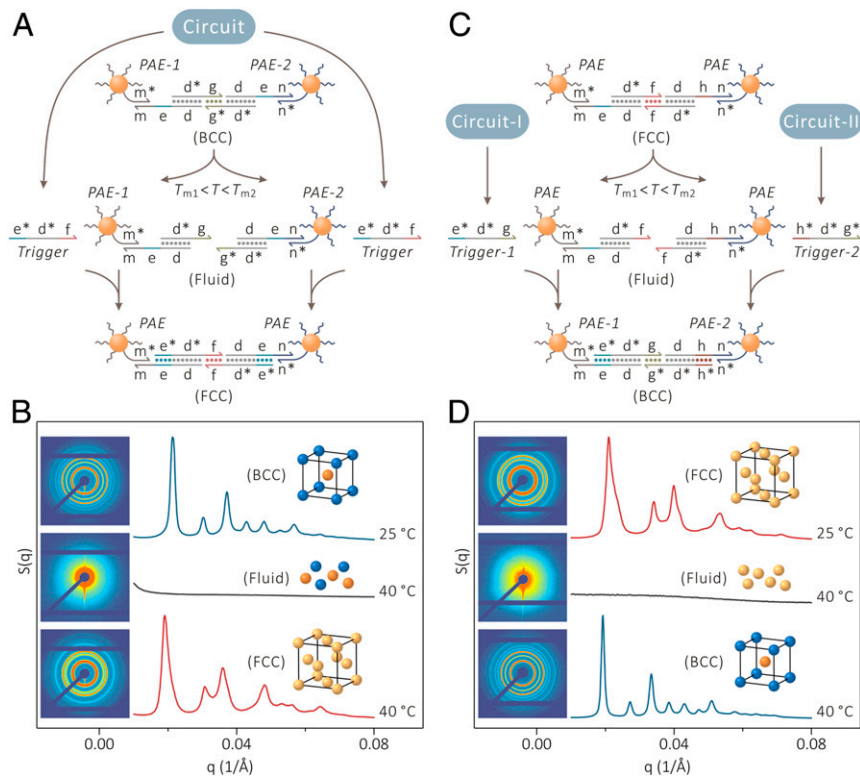 A
Circuit
PAE-1 PAE-2
d* g d e n
m*
m e d g* d* n*
(BCC)
Tm1<T<Tm2
PAE-1 PAE-2
e* d* f
Trigger
d* g d e n
m*
m e d g* d* n*
(Fluid)
e* d* f
Trigger
PAE PAE
e* d* f d e n
m*
m e d f d* e* n*
(FCC)
B
S(q)
(BCC)
25 °C
(Fluid)
40 °C
(FCC)
40 °C
0.00 0.04 0.08
q (1/Å)
C
PAE PAE
d* f d h n
m*
m e d f d n*
(FCC)
Circuit-I Circuit-II
Tm1<T<Tm2
PAE PAE
e* d* g
Trigger-1
d* f d h n
m*
m e d f d* n*
(Fluid)
h* d* g*
Trigger-2
PAE-1 PAE-2
e* d* g d h n
m*
m e d g* d* h* n*
(BCC)
D
S(q)
(FCC)
25 °C
(Fluid)
40 °C
(BCC)
40 °C
0.00 0.04 0.08
q (1/Å)